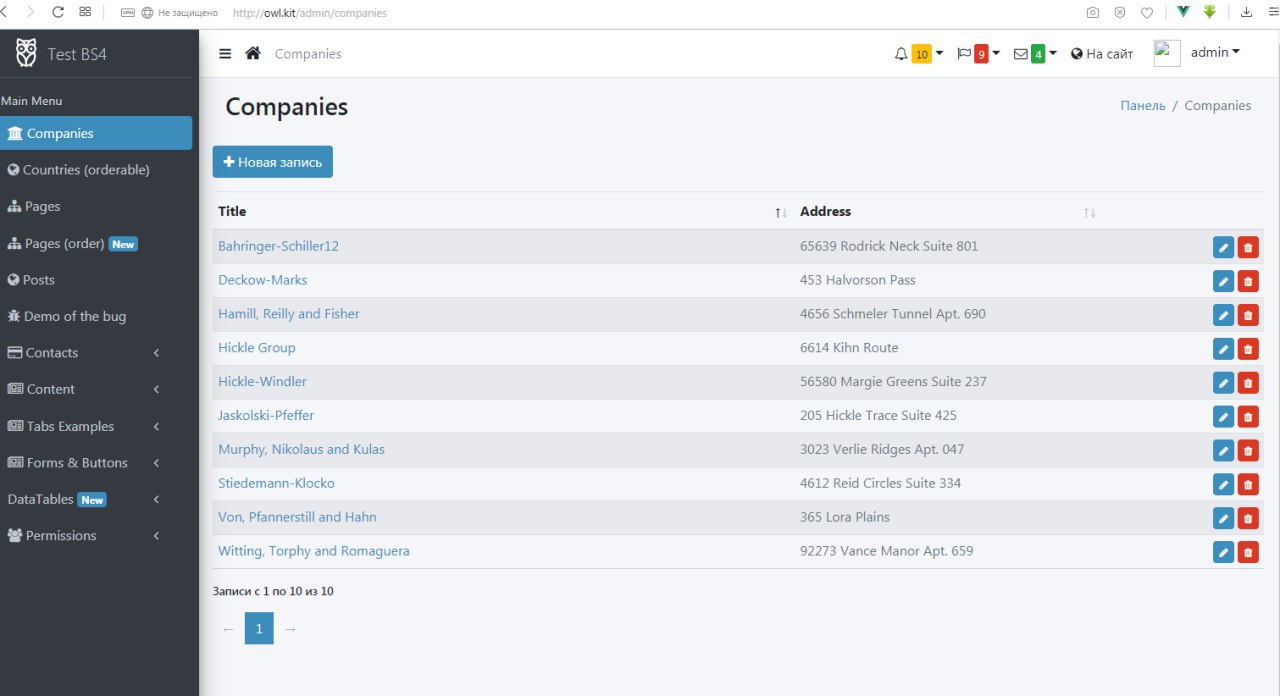 VPN Не защищено http://owl.kit/admin/companies
Test BS4
Companies
10 9 4 На сайт admin
Main Menu
Companies
Countries (orderable)
Pages
Pages (order) New
Posts
Demo of the bug
Contacts
Content
Tabs Examples
Forms & Buttons
DataTables New
Permissions
Companies
Панель / Companies
Новая запись
Title Address
Bahringer-Schiller12 65639 Rodrick Neck Suite 801
Deckow-Marks 453 Halvorson Pass
Hamill, Reilly and Fisher 4656 Schmeler Tunnel Apt. 690
Hickle Group 6614 Kihn Route
Hickle-Windler 56580 Margie Greens Suite 237
Jaskolski-Pfeffer 205 Hickle Trace Suite 425
Murphy, Nikolaus and Kulas 3023 Verlie Ridges Apt. 047
Stiedemann-Klocko 4612 Reid Circles Suite 334
Von, Pfannerstill and Hahn 365 Lora Plains
Witting, Torphy and Romaguera 92273 Vance Manor Apt. 659
Записи с 1 по 10 из 10
← 1 →